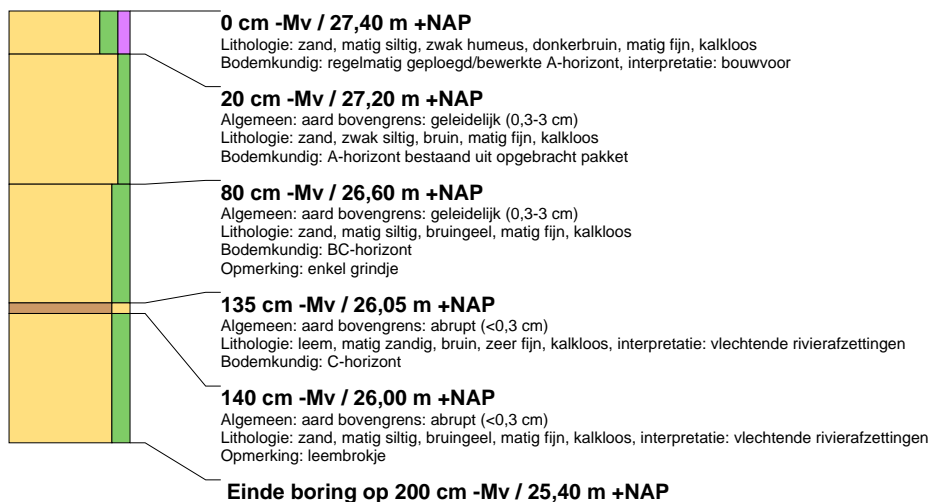 0 cm -Mv / 27,40 m +NAP
Lithologie: zand, matig siltig, zwak humeus, donkerbruin, matig fijn, kalkloos
Bodemkundig: regelmatig geploegd/bewerkte A-horizont, interpretatie: bouwvoor
20 cm -Mv / 27,20 m +NAP
Algemeen: aard bovengrens: geleidelijk (0,3-3 cm)
Lithologie: zand, zwak siltig, bruin, matig fijn, kalkloos
Bodemkundig: A-horizont bestaand uit opgebracht pakket
80 cm -Mv / 26,60 m +NAP
Algemeen: aard bovengrens: geleidelijk (0,3-3 cm)
Lithologie: zand, matig siltig, bruingeel, matig fijn, kalkloos
Bodemkundig: BC-horizont
Opmerking: enkel grindje
135 cm -Mv / 26,05 m +NAP
Algemeen: aard bovengrens: abrupt (<0,3 cm)
Lithologie: leem, matig zandig, bruin, zeer fijn, kalkloos, interpretatie: vlechtende rivierafzettingen
Bodemkundig: C-horizont
140 cm -Mv / 26,00 m +NAP
Algemeen: aard bovengrens: abrupt (<0,3 cm)
Lithologie: zand, matig siltig, bruingeel, matig fijn, kalkloos, interpretatie: vlechtende rivierafzettingen
Opmerking: leembrokje
Einde boring op 200 cm -Mv / 25,40 m +NAP